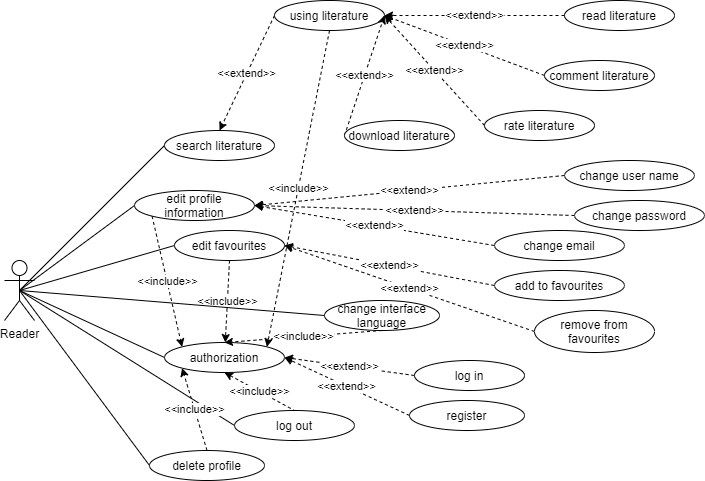 using literature
<<extend>>
read literature
<<extend>>
<<extend>>
<<extend>>
<<extend>>
comment literature
download literature
rate literature
search literature
<<include>>
change user name
edit profile
information
<<extend>>
<<extend>>
change password
<<extend>>
edit favourites
change email
<<extend>>
<<include>>
add to favourites
<<extend>>
<<include>>
change interface
language
remove from
favourites
Reader
<<include>>
authorization
<<extend>>
log in
<<extend>>
<<include>>
<<include>>
register
log out
delete profile